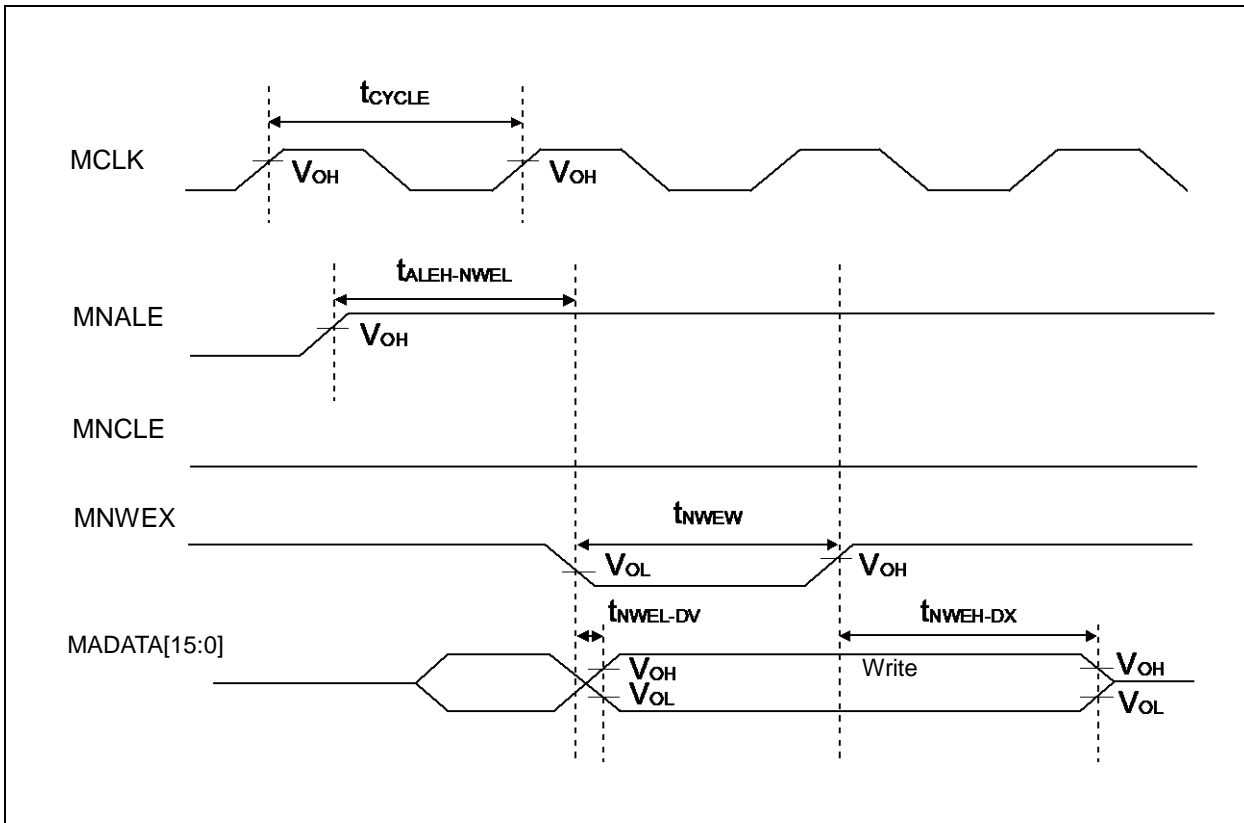 tCYCLE
MCLK
VOH
VOH
tALEH-NWEL
MNALE
VOH
MNCLE
MNWEX
tNWEW
VOL
VOH
tNWEL-DV
tNWEH-DX
MADATA[15:0]
VOH
Write
VOH
VOL
VOL